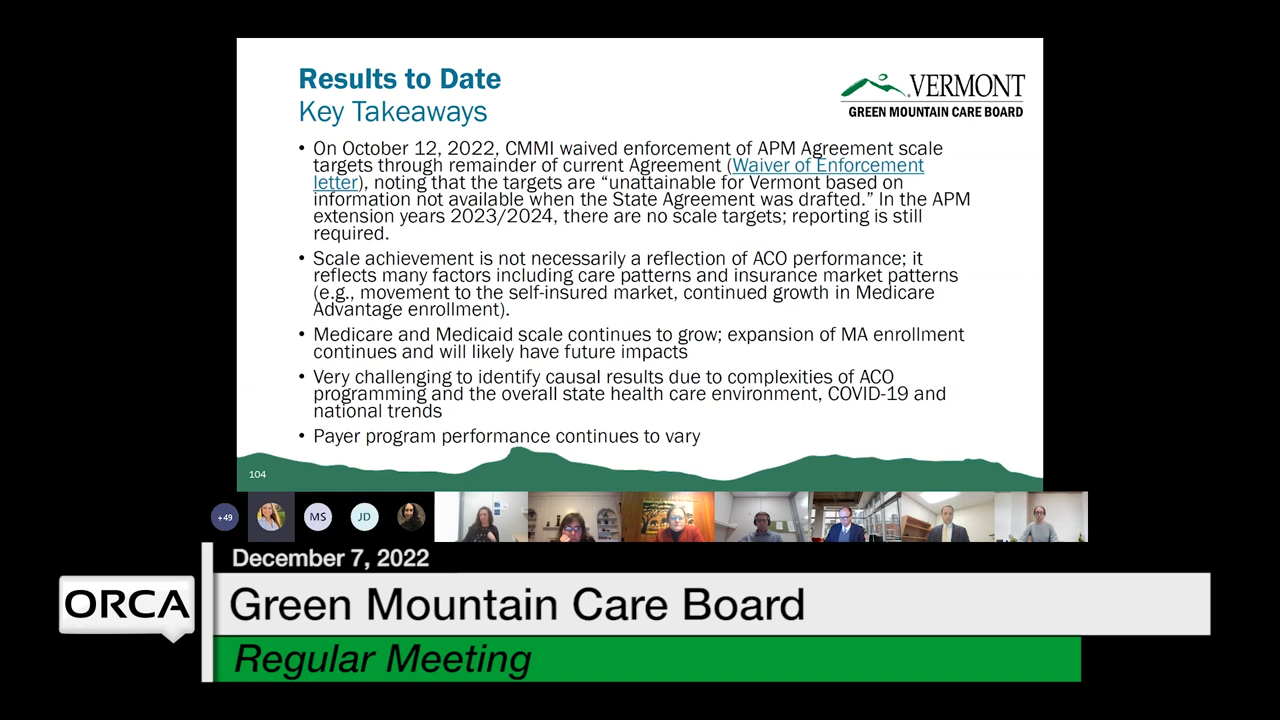 Results to Date
Key Takeaways
VERMONT
GREEN MOUNTAIN CARE BOARD
• On October 12, 2022, CMMI waived enforcement of APM Agreement scale
targets through remainder of current Agreement (Waiver of Enforcement
letter), noting that the targets are “unattainable for Vermont based on
information not available when the State Agreement was drafted.” In the APM
extension years 2023/2024, there are no scale targets; reporting is still
required.
• Scale achievement is not necessarily a reflection of ACO performance; it
reflects many factors including care patterns and insurance market patterns
(e.g., movement to the self-insured market, continued growth in Medicare
Advantage enrollment).
• Medicare and Medicaid scale continues to grow; expansion of MA enrollment
continues and will likely have future impacts
• Very challenging to identify causal results due to complexities of ACO
programming and the overall state health care environment, COVID-19 and
national trends
• Payer program performance continues to vary
104
+49
MS
JD
December 7, 2022
ORCA
Green Mountain Care Board
Regular Meeting